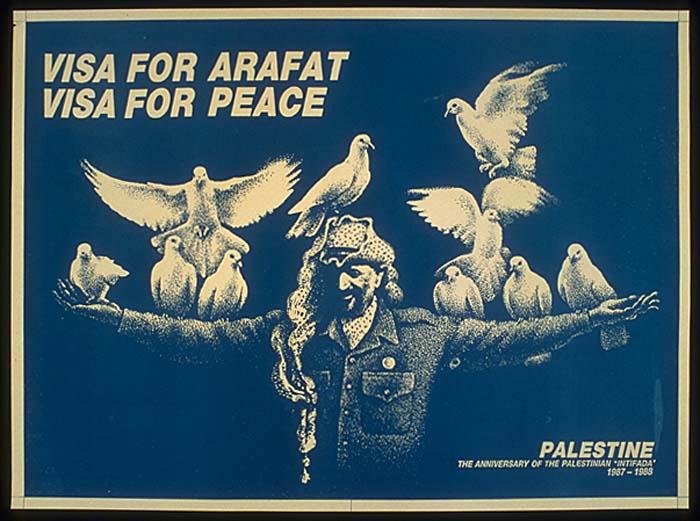 VISA FOR ARAFAT
VISA FOR PEACE
PALESTINE
THE ANNIVERSARY OF THE PALESTINIAN "INTIFADA"
1987 – 1988